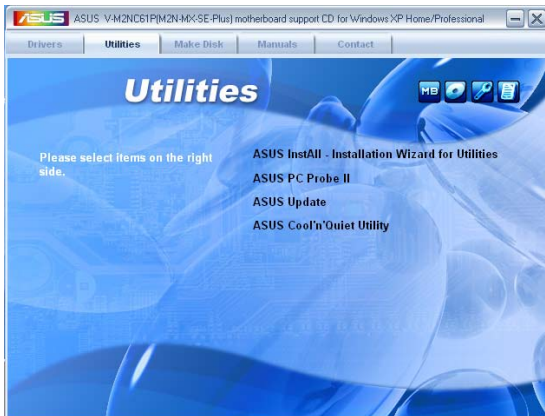 ASUS ASUS V-M2NC61P(M2N-MX-SE-Plus) motherboard support CD for Windows XP Home/Professional
Drivers Utilities Make Disk Manuals Contact
Utilities
MB
Please select items on the right
side.
ASUS InstAll - Installation Wizard for Utilities
ASUS PC Probe II
ASUS Update
ASUS Cool'n'Quiet Utility